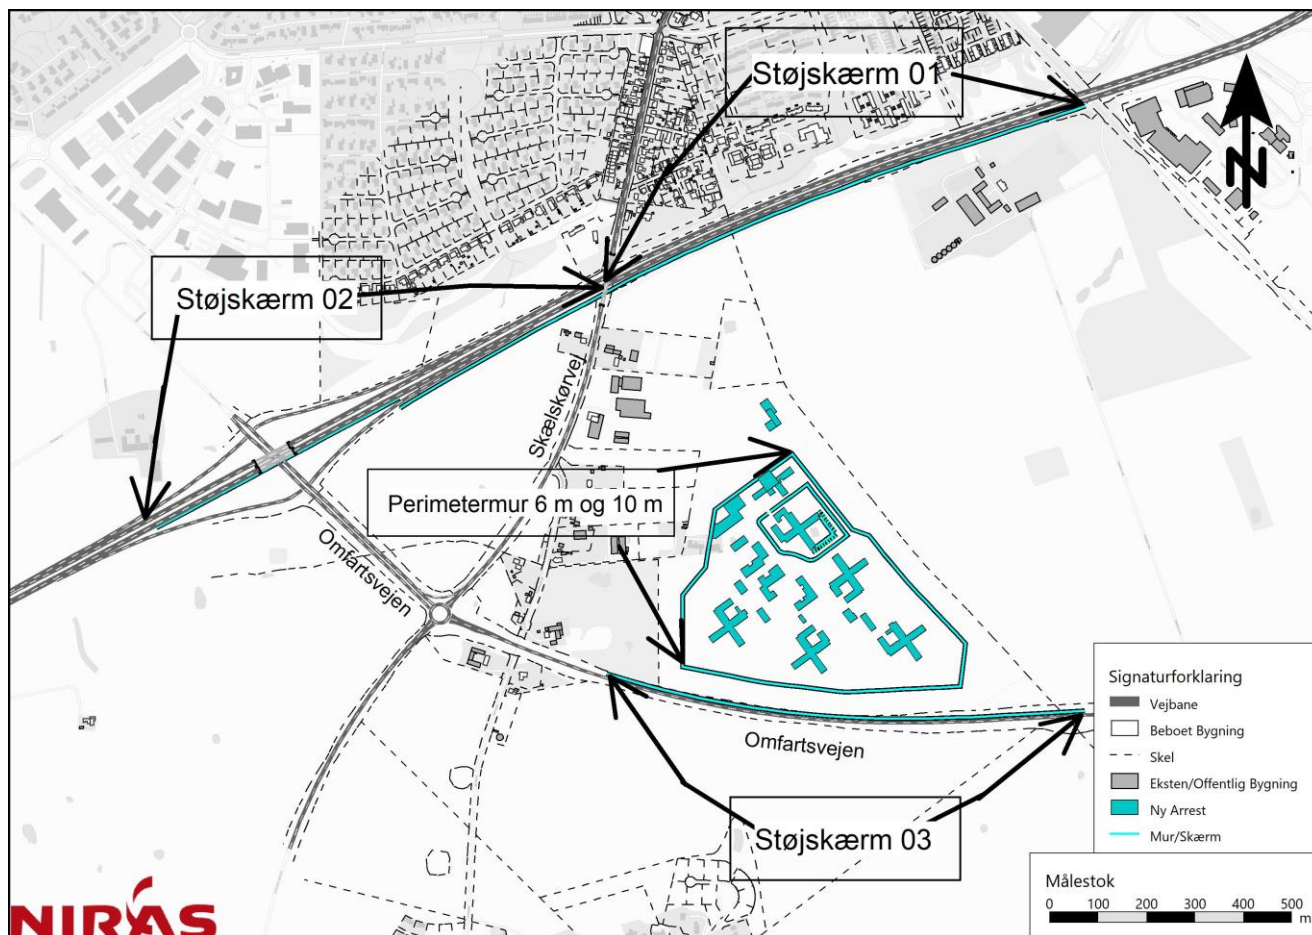 Støjskærm 01
N
Støjskærm 02
Skælskørvej
Perimetermur 6 m og 10 m
Omfartsvejen
Omfartsvejen
Støjskærm 03
Signaturforklaring
Vejbane
Beboet Bygning
Skel
Eksten/Offentlig Bygning
Ny Arrest
Mur/Skærm
Målestok
0 100 200 300 400 500
m
NIRAS